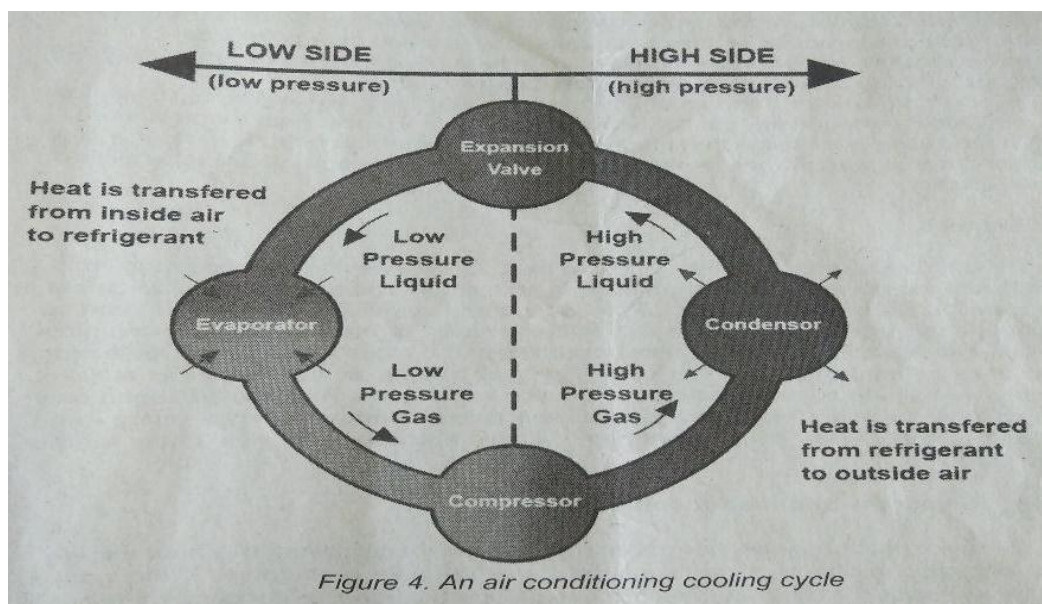 LOW SIDE
(low pressure)
HIGH SIDE
(high pressure)
Expansion
Valve
Heat is transfered
from inside air
to refrigerant
Low
Pressure
Liquid
High
Pressure
Liquid
Evaporator
Condensor
Low
Pressure
Gas
High
Pressure
Gas
Heat is transfered
from refrigerant
to outside air
Compressor
Figure 4. An air conditioning cooling cycle